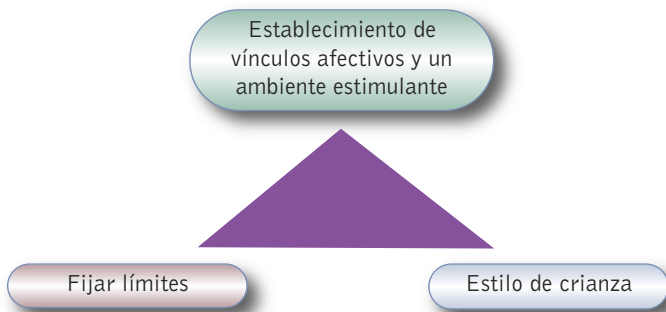 Establecimiento de
vínculos afectivos y un
ambiente estimulante
Fijar límites
Estilo de crianza